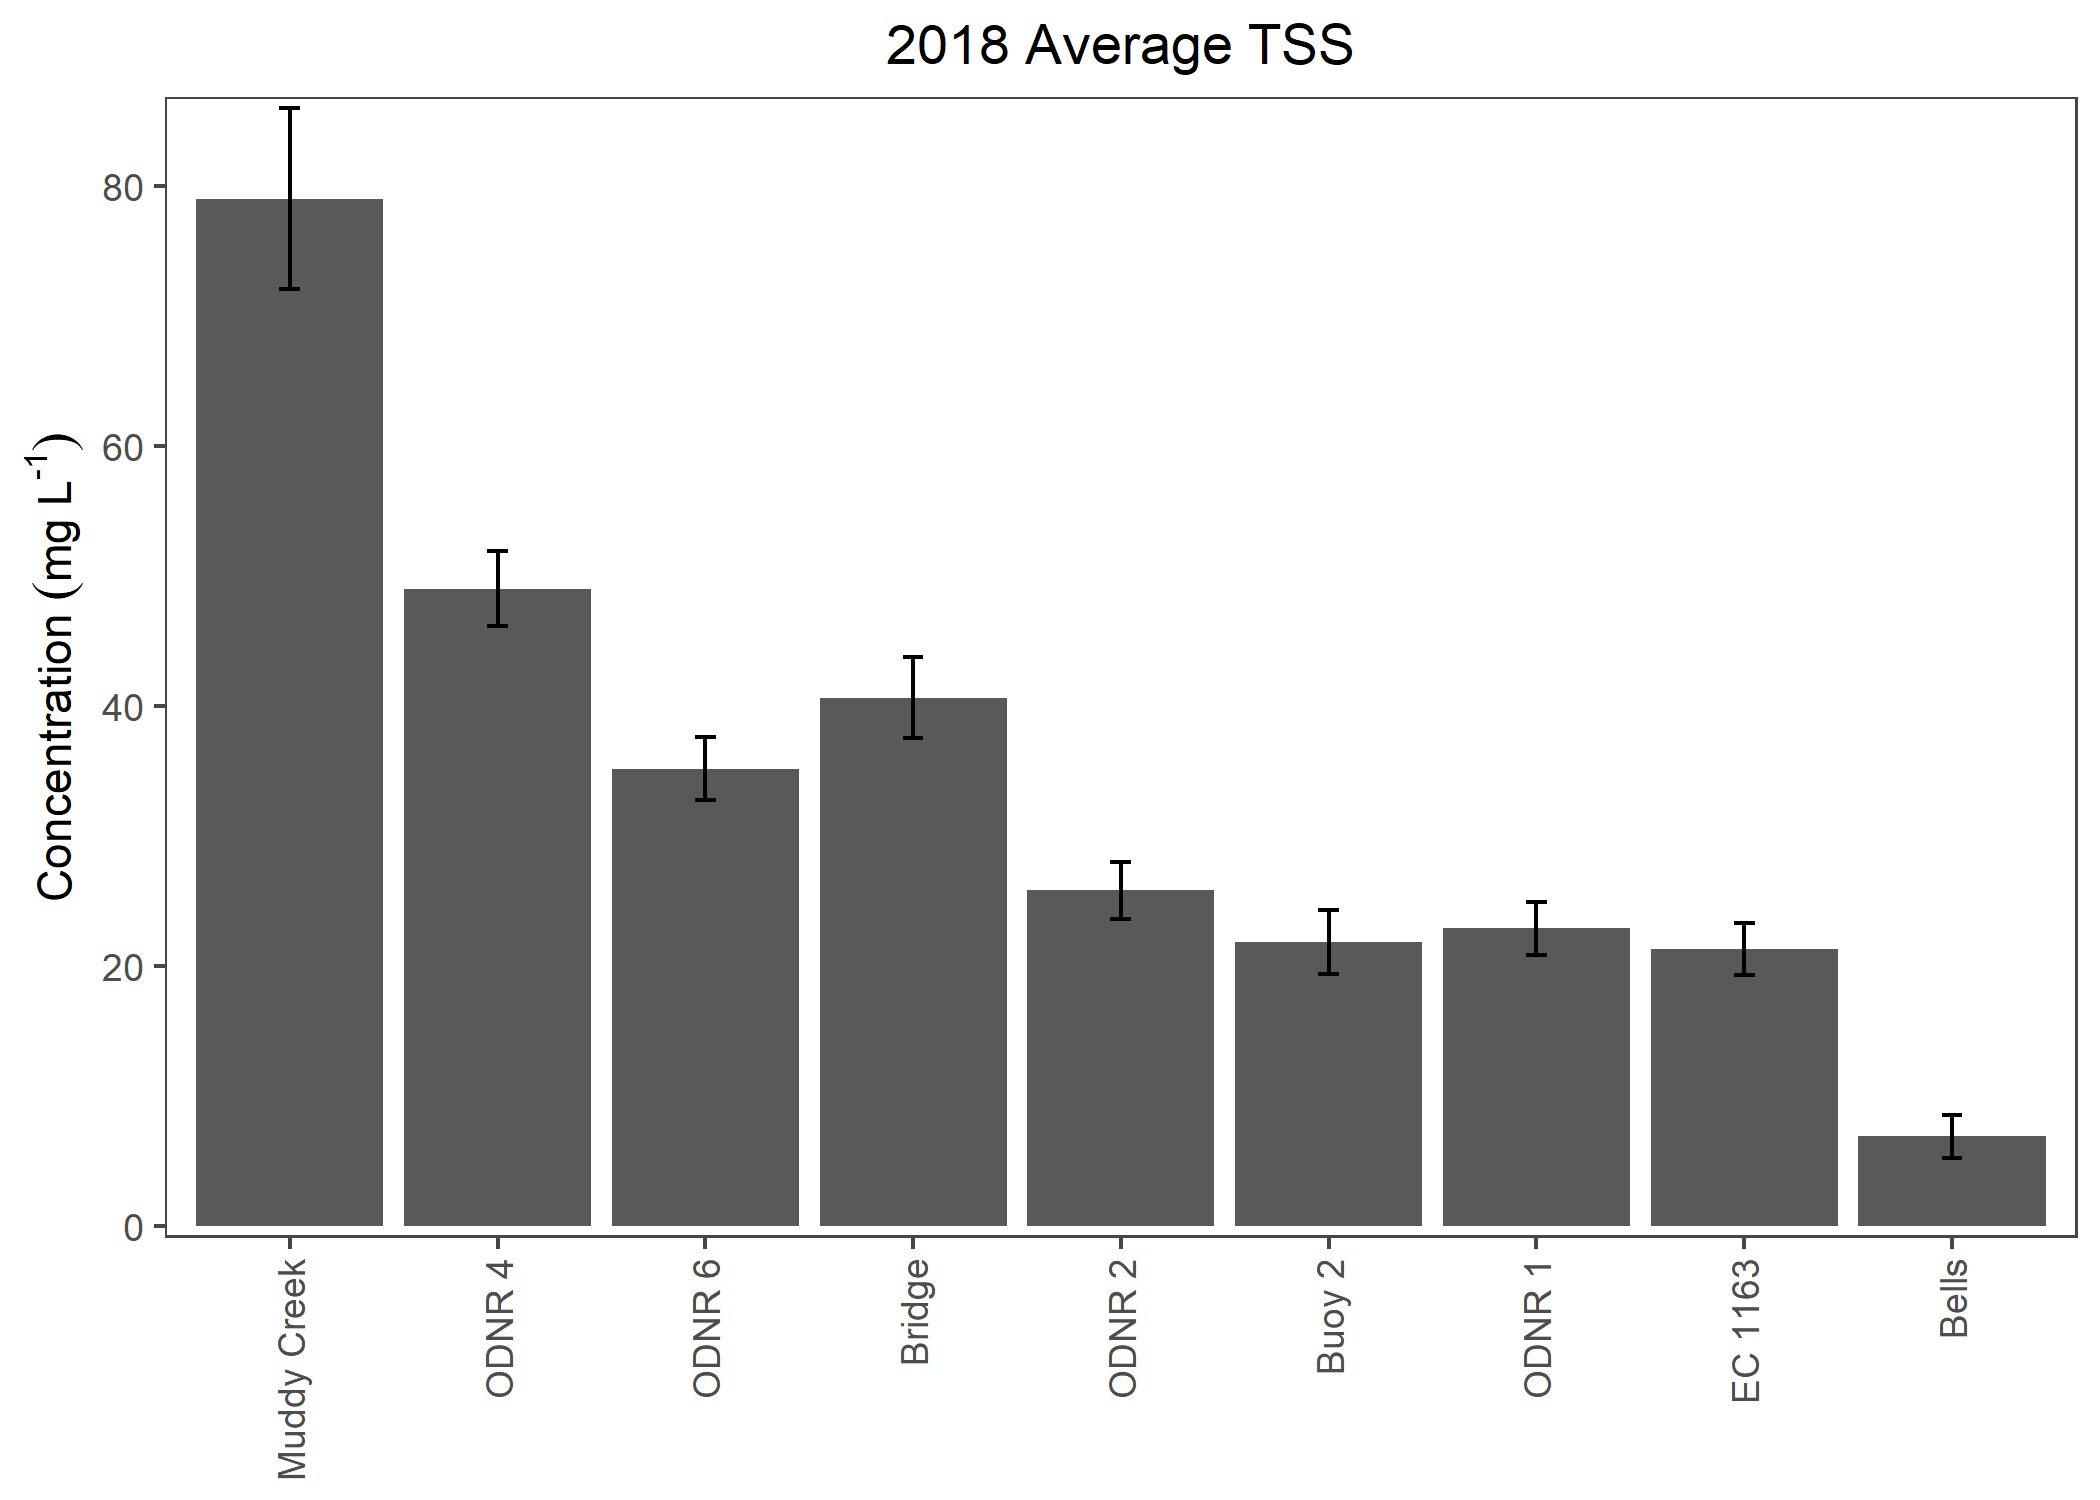 2018 Average TSS
Concentration (mg L⁻¹)
80
60
40
20
0
Muddy Creek
ODNR 4
ODNR 6
Bridge
ODNR 2
Buoy 2
ODNR 1
EC 1163
Bells